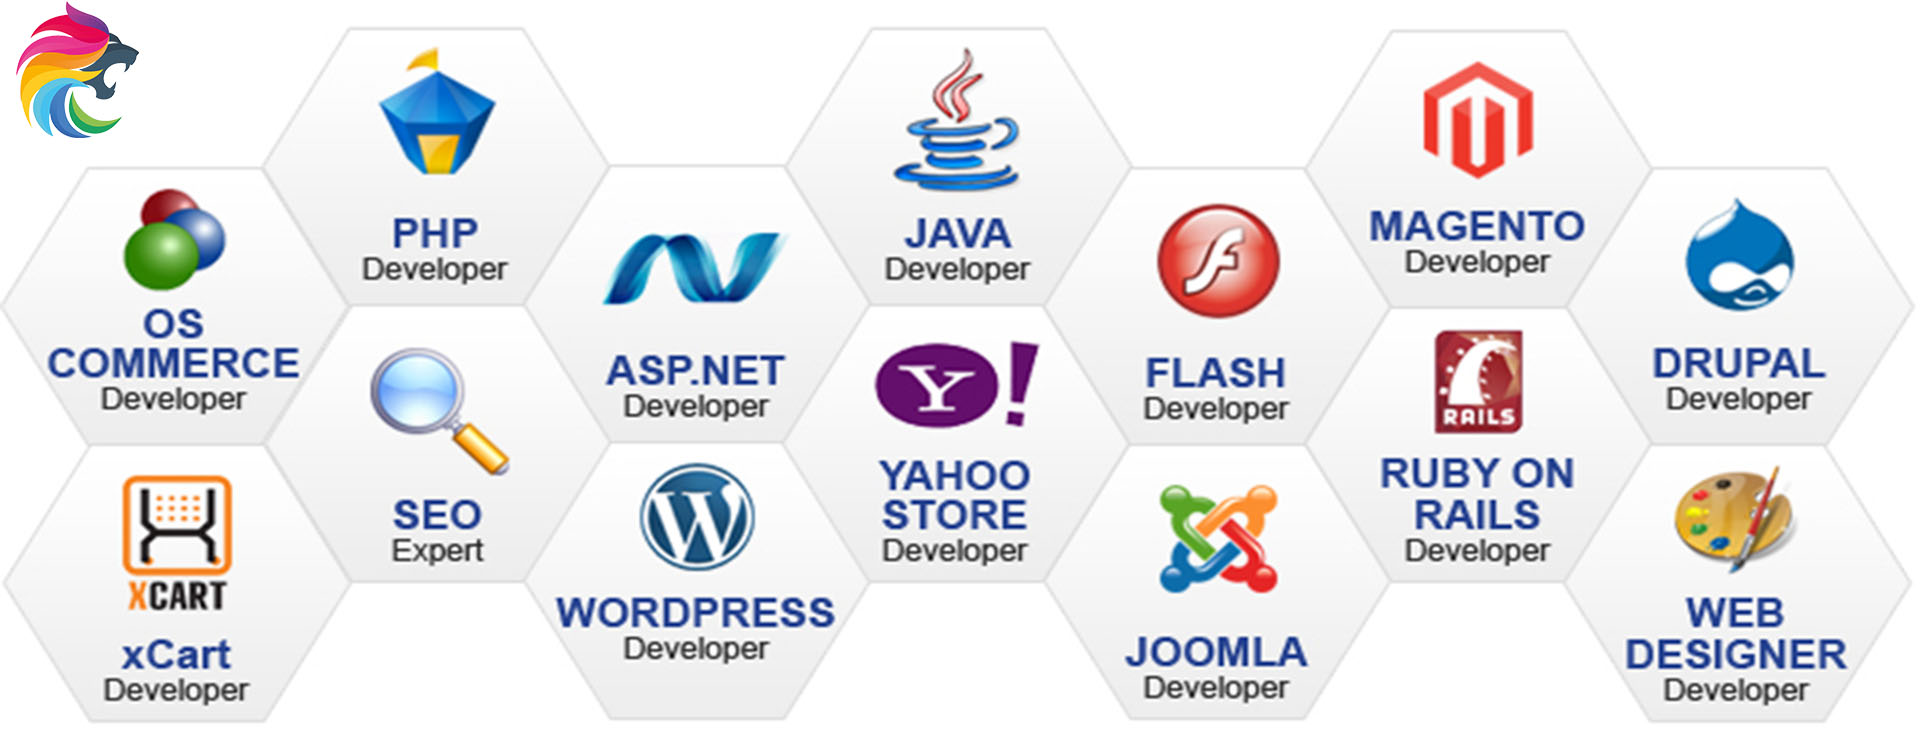 PHP
Developer
JAVA
Developer
MAGENTO
Developer
OS
COMMERCE
Developer
ASP.NET
Developer
FLASH
Developer
DRUPAL
Developer
SEO
Expert
Y!
YAHOO
STORE
Developer
RAILS
RUBY ON
RAILS
Developer
XCART
xCart
Developer
W
WORDPRESS
Developer
JOOMLA
Developer
WEB
DESIGNER
Developer